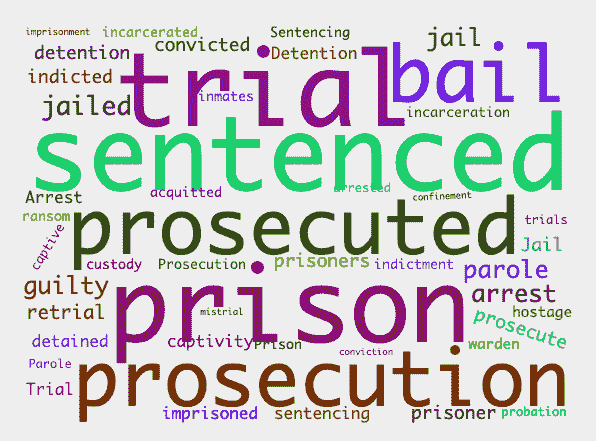 imprisonment incarcerated Sentencing jail
detention convicted Detention
trial bail
indicted
jailed inmates incarceration
sentenced
Arrest acquitted arrested confinement
ransom prosecuted trials
captive Jail
custody Prosecution prisoners indictment parole
guilty prison arrest
retrial mistrial hostage
prosecute
detained captivity Prison warden
Parole conviction
Trial prosecution
imprisoned sentencing prisoner probation